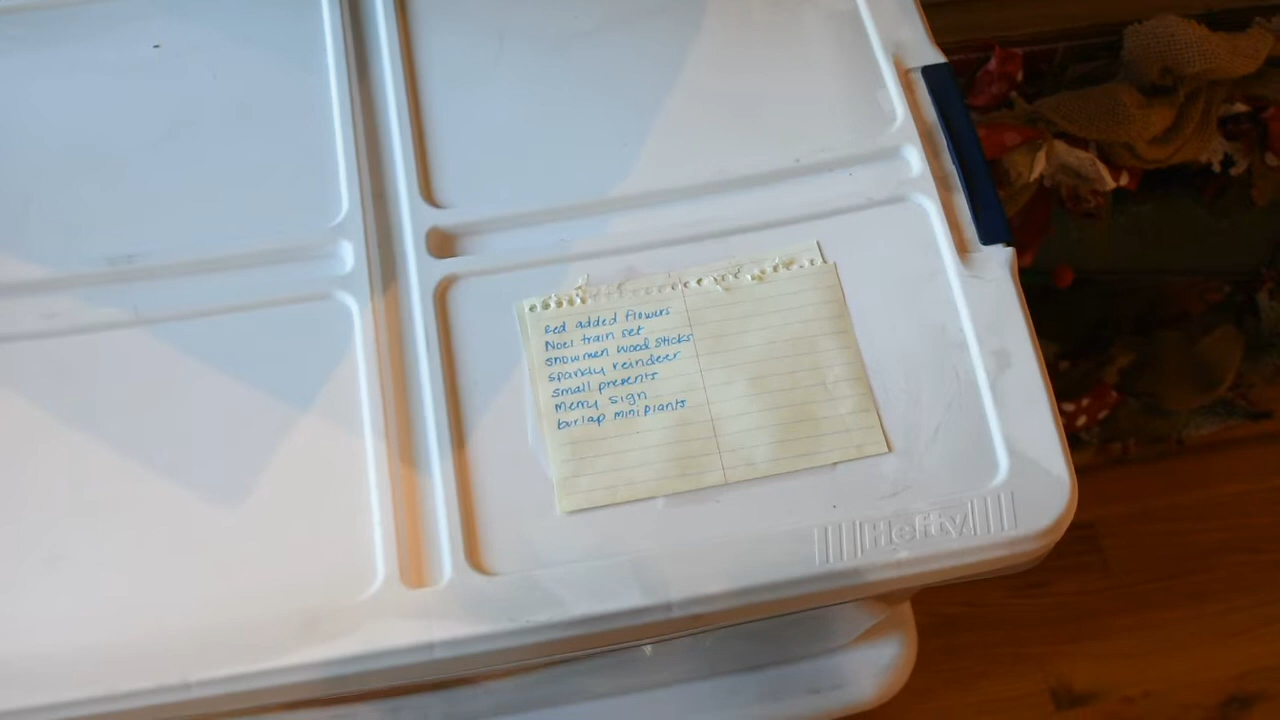 Red added flowers
Noel train set
snowmen wood sticks
sparkly reindeer
small presents
Merry sign
burlap mini plants
Hefty